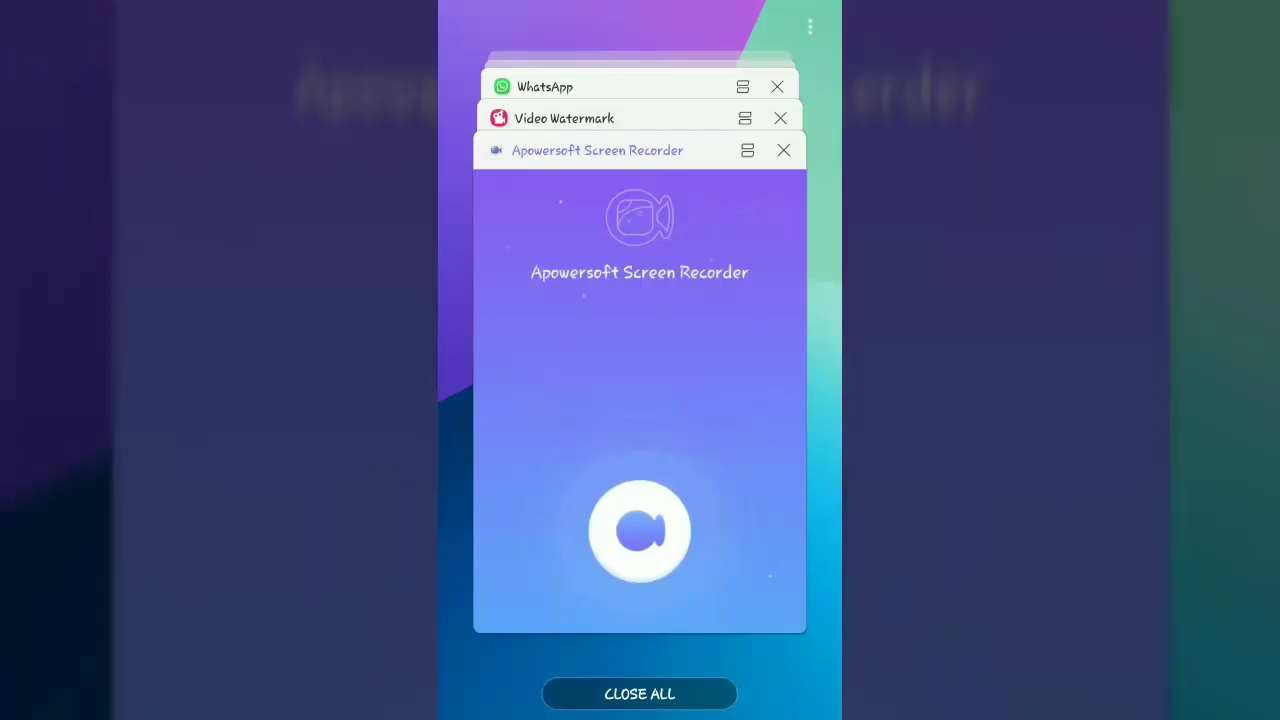 WhatsApp
Video Watermark
Apowersoft Screen Recorder
Apowersoft Screen Recorder
CLOSE ALL